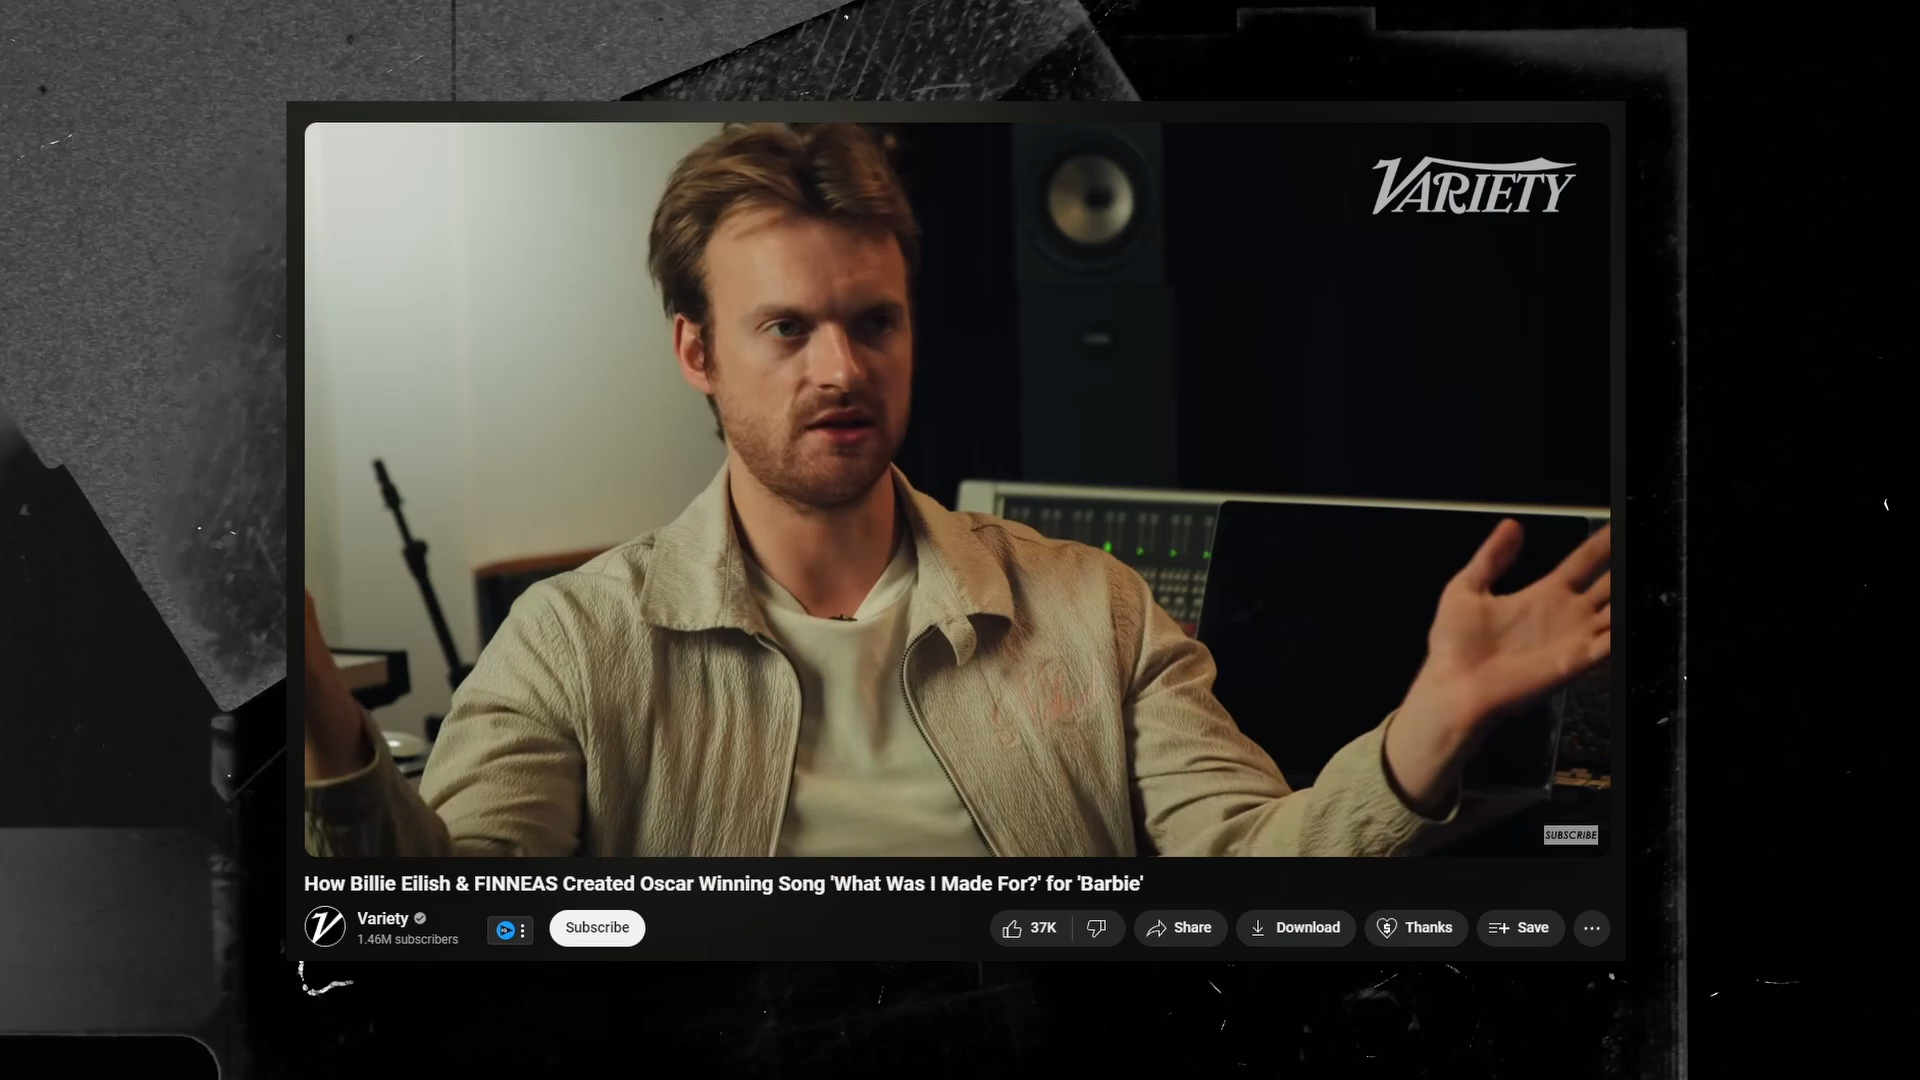 VARIETY
SUBSCRIBE
How Billie Eilish & FINNEAS Created Oscar Winning Song 'What Was I Made For?' for 'Barbie'
Variety
1.46M subscribers
Subscribe
37K
Share
Download
Thanks
Save